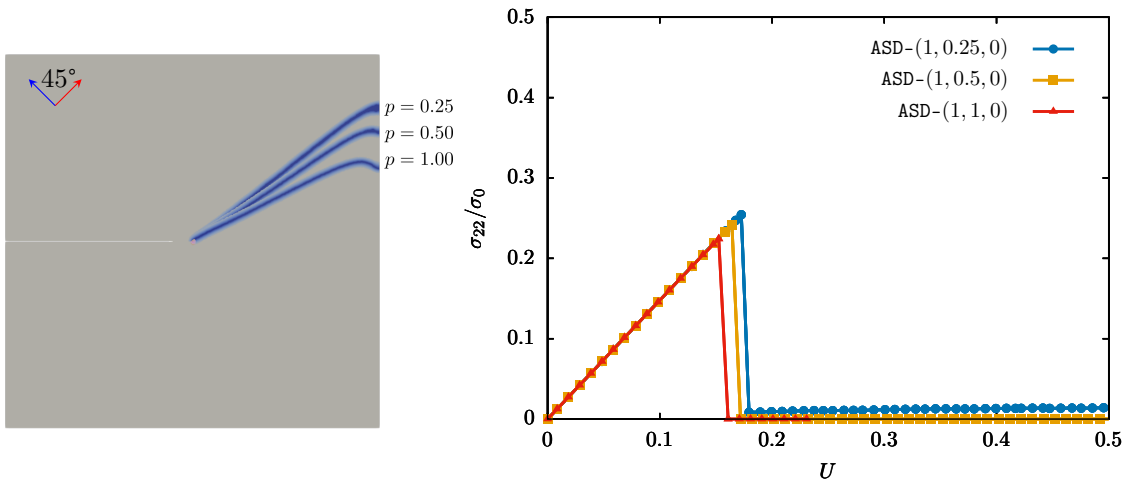 45°
p = 0.25
p = 0.50
p = 1.00
0.5
0.4
0.3
0.2
0.1
0
σ22/σ0
ASD-(1, 0.25, 0)
ASD-(1, 0.5, 0)
ASD-(1, 1, 0)
0
0.1
0.2
0.3
0.4
0.5
U